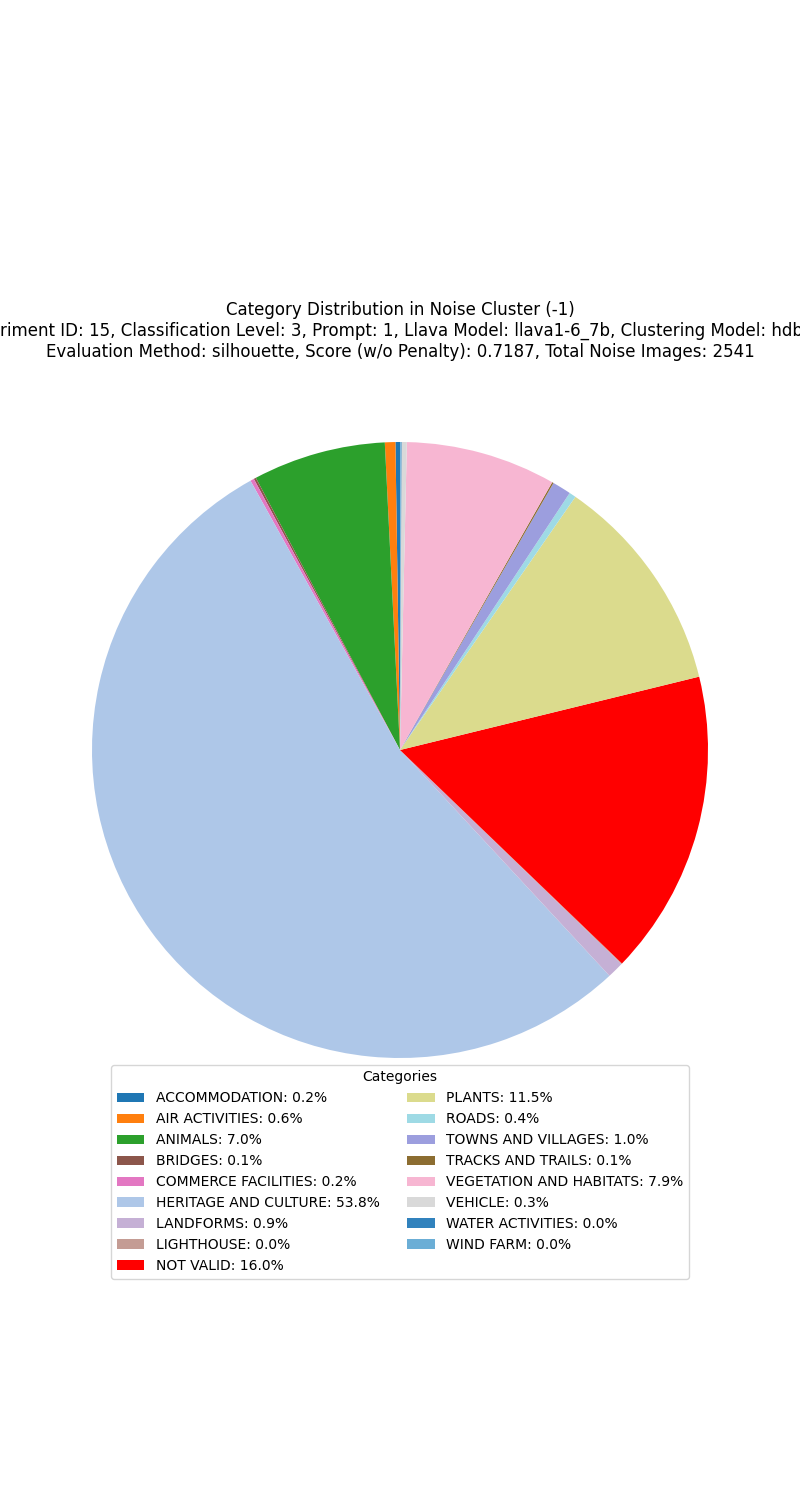 Category Distribution in Noise Cluster (-1)
riment ID: 15, Classification Level: 3, Prompt: 1, Llava Model: llava1-6_7b, Clustering Model: hdb
Evaluation Method: silhouette, Score (w/o Penalty): 0.7187, Total Noise Images: 2541
Categories
ACCOMMODATION: 0.2%
AIR ACTIVITIES: 0.6%
ANIMALS: 7.0%
BRIDGES: 0.1%
COMMERCE FACILITIES: 0.2%
HERITAGE AND CULTURE: 53.8%
LANDFORMS: 0.9%
LIGHTHOUSE: 0.0%
NOT VALID: 16.0%
PLANTS: 11.5%
ROADS: 0.4%
TOWNS AND VILLAGES: 1.0%
TRACKS AND TRAILS: 0.1%
VEGETATION AND HABITATS: 7.9%
VEHICLE: 0.3%
WATER ACTIVITIES: 0.0%
WIND FARM: 0.0%